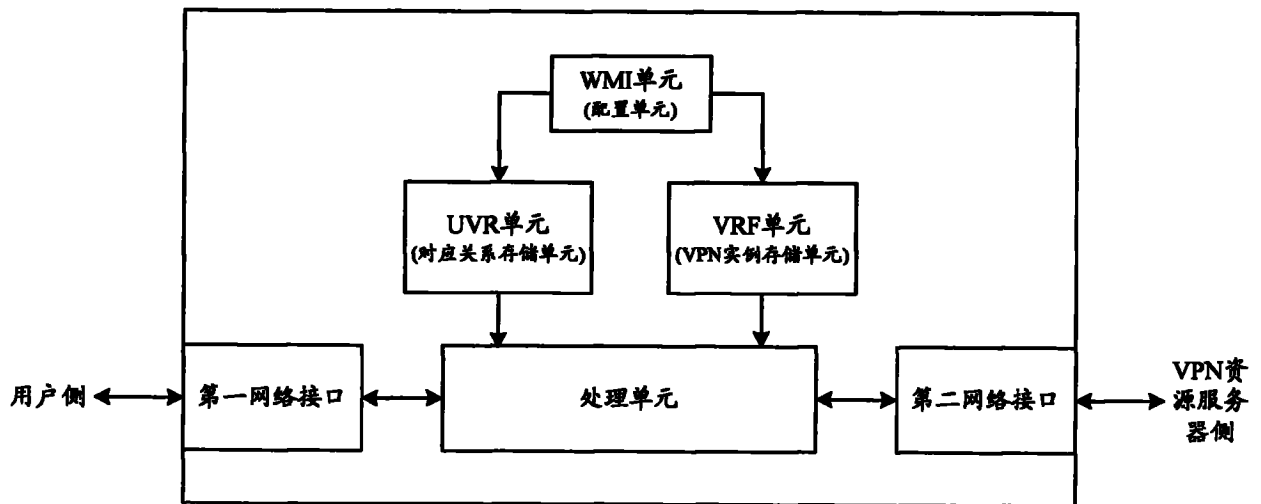 WMI单元
(配置单元)
UVR单元
(对应关系存储单元)
VRF单元
(VPN实例存储单元)
用户侧
第一网络接口
处理单元
第二网络接口
VPN资
源服务
器侧